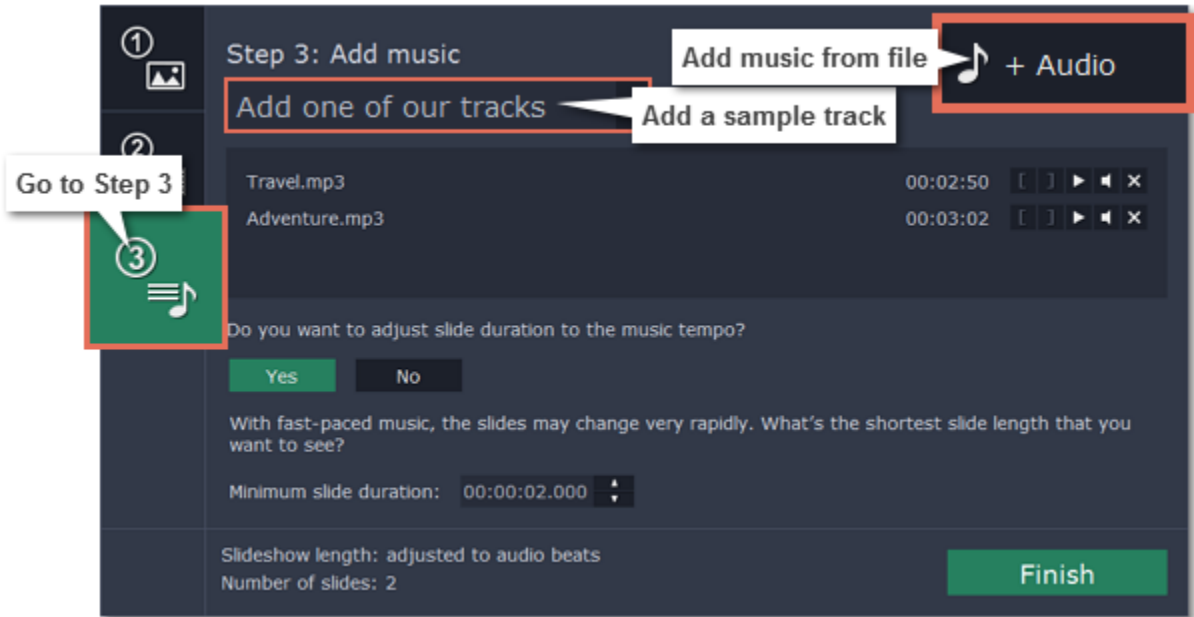 1
Step 3: Add music
Add music from file
+ Audio
Add one of our tracks
Add a sample track
2
Go to Step 3
Travel.mp3 00:02:50 [ ]
Adventure.mp3 00:03:02 [ ]
3
Do you want to adjust slide duration to the music tempo?
Yes No
With fast-paced music, the slides may change very rapidly. What's the shortest slide length that you
want to see?
Minimum slide duration: 00:00:02.000
Slideshow length: adjusted to audio beats
Number of slides: 2
Finish